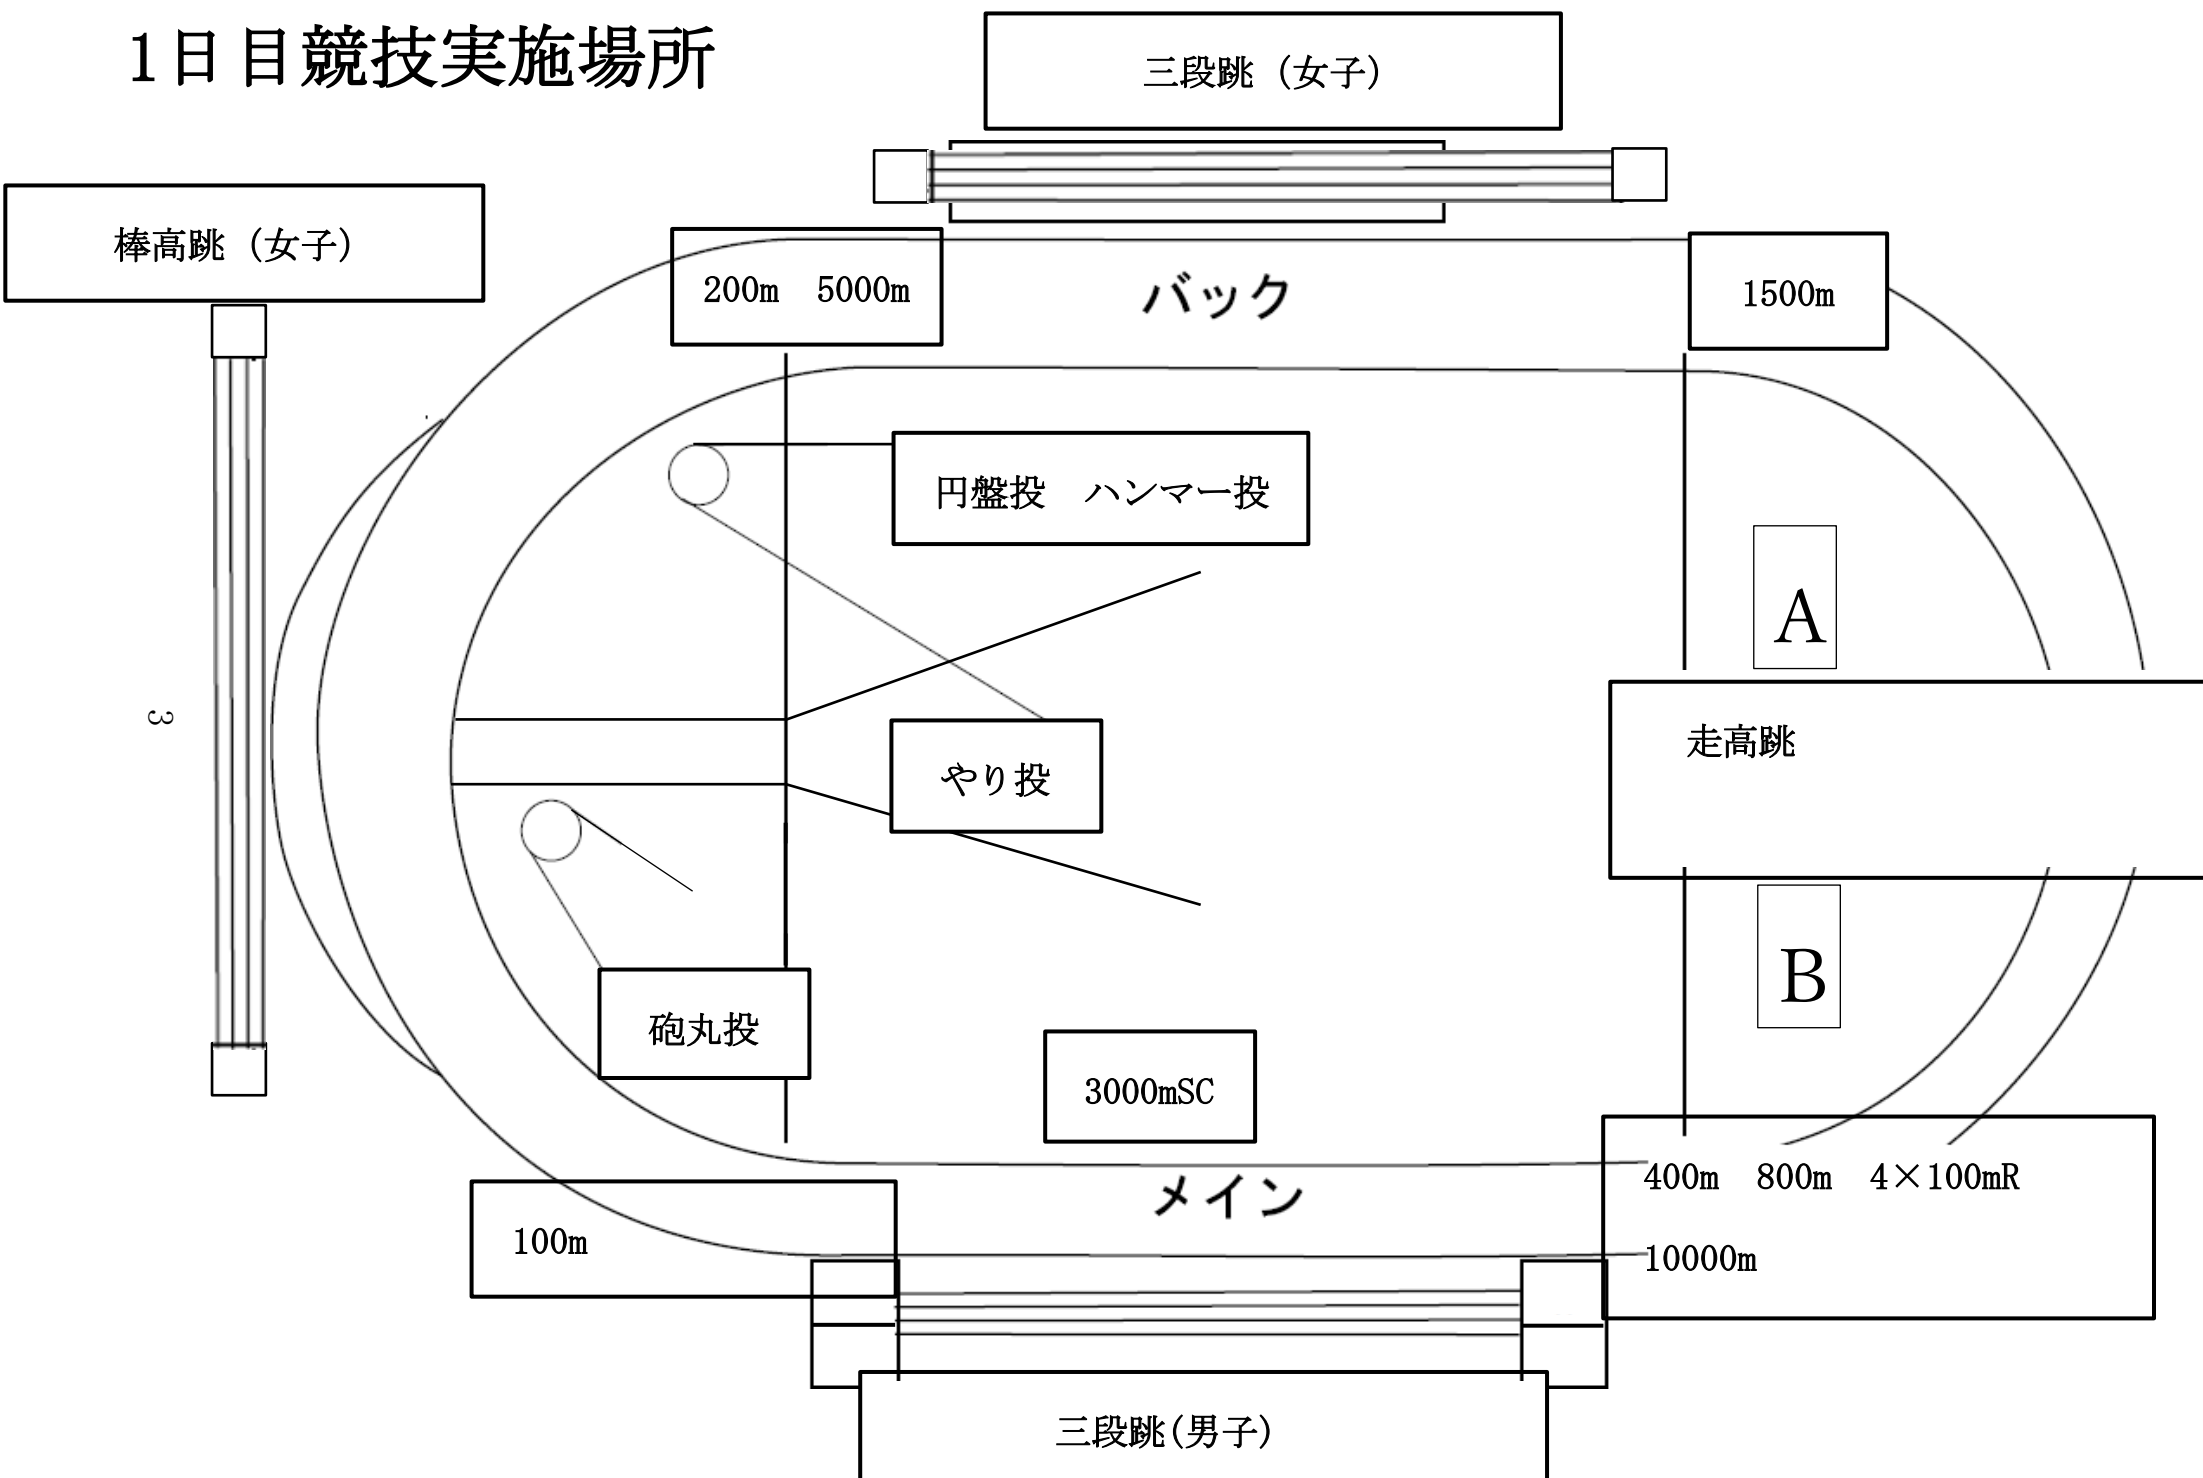 1日目競技実施場所
三段跳（女子）
棒高跳（女子）
200m　5000m
バック
1500m
円盤投　ハンマー投
A
3
走高跳
やり投
B
砲丸投
3000mSC
400m　800m　4×100mR
メイン
100m
10000m
三段跳(男子)